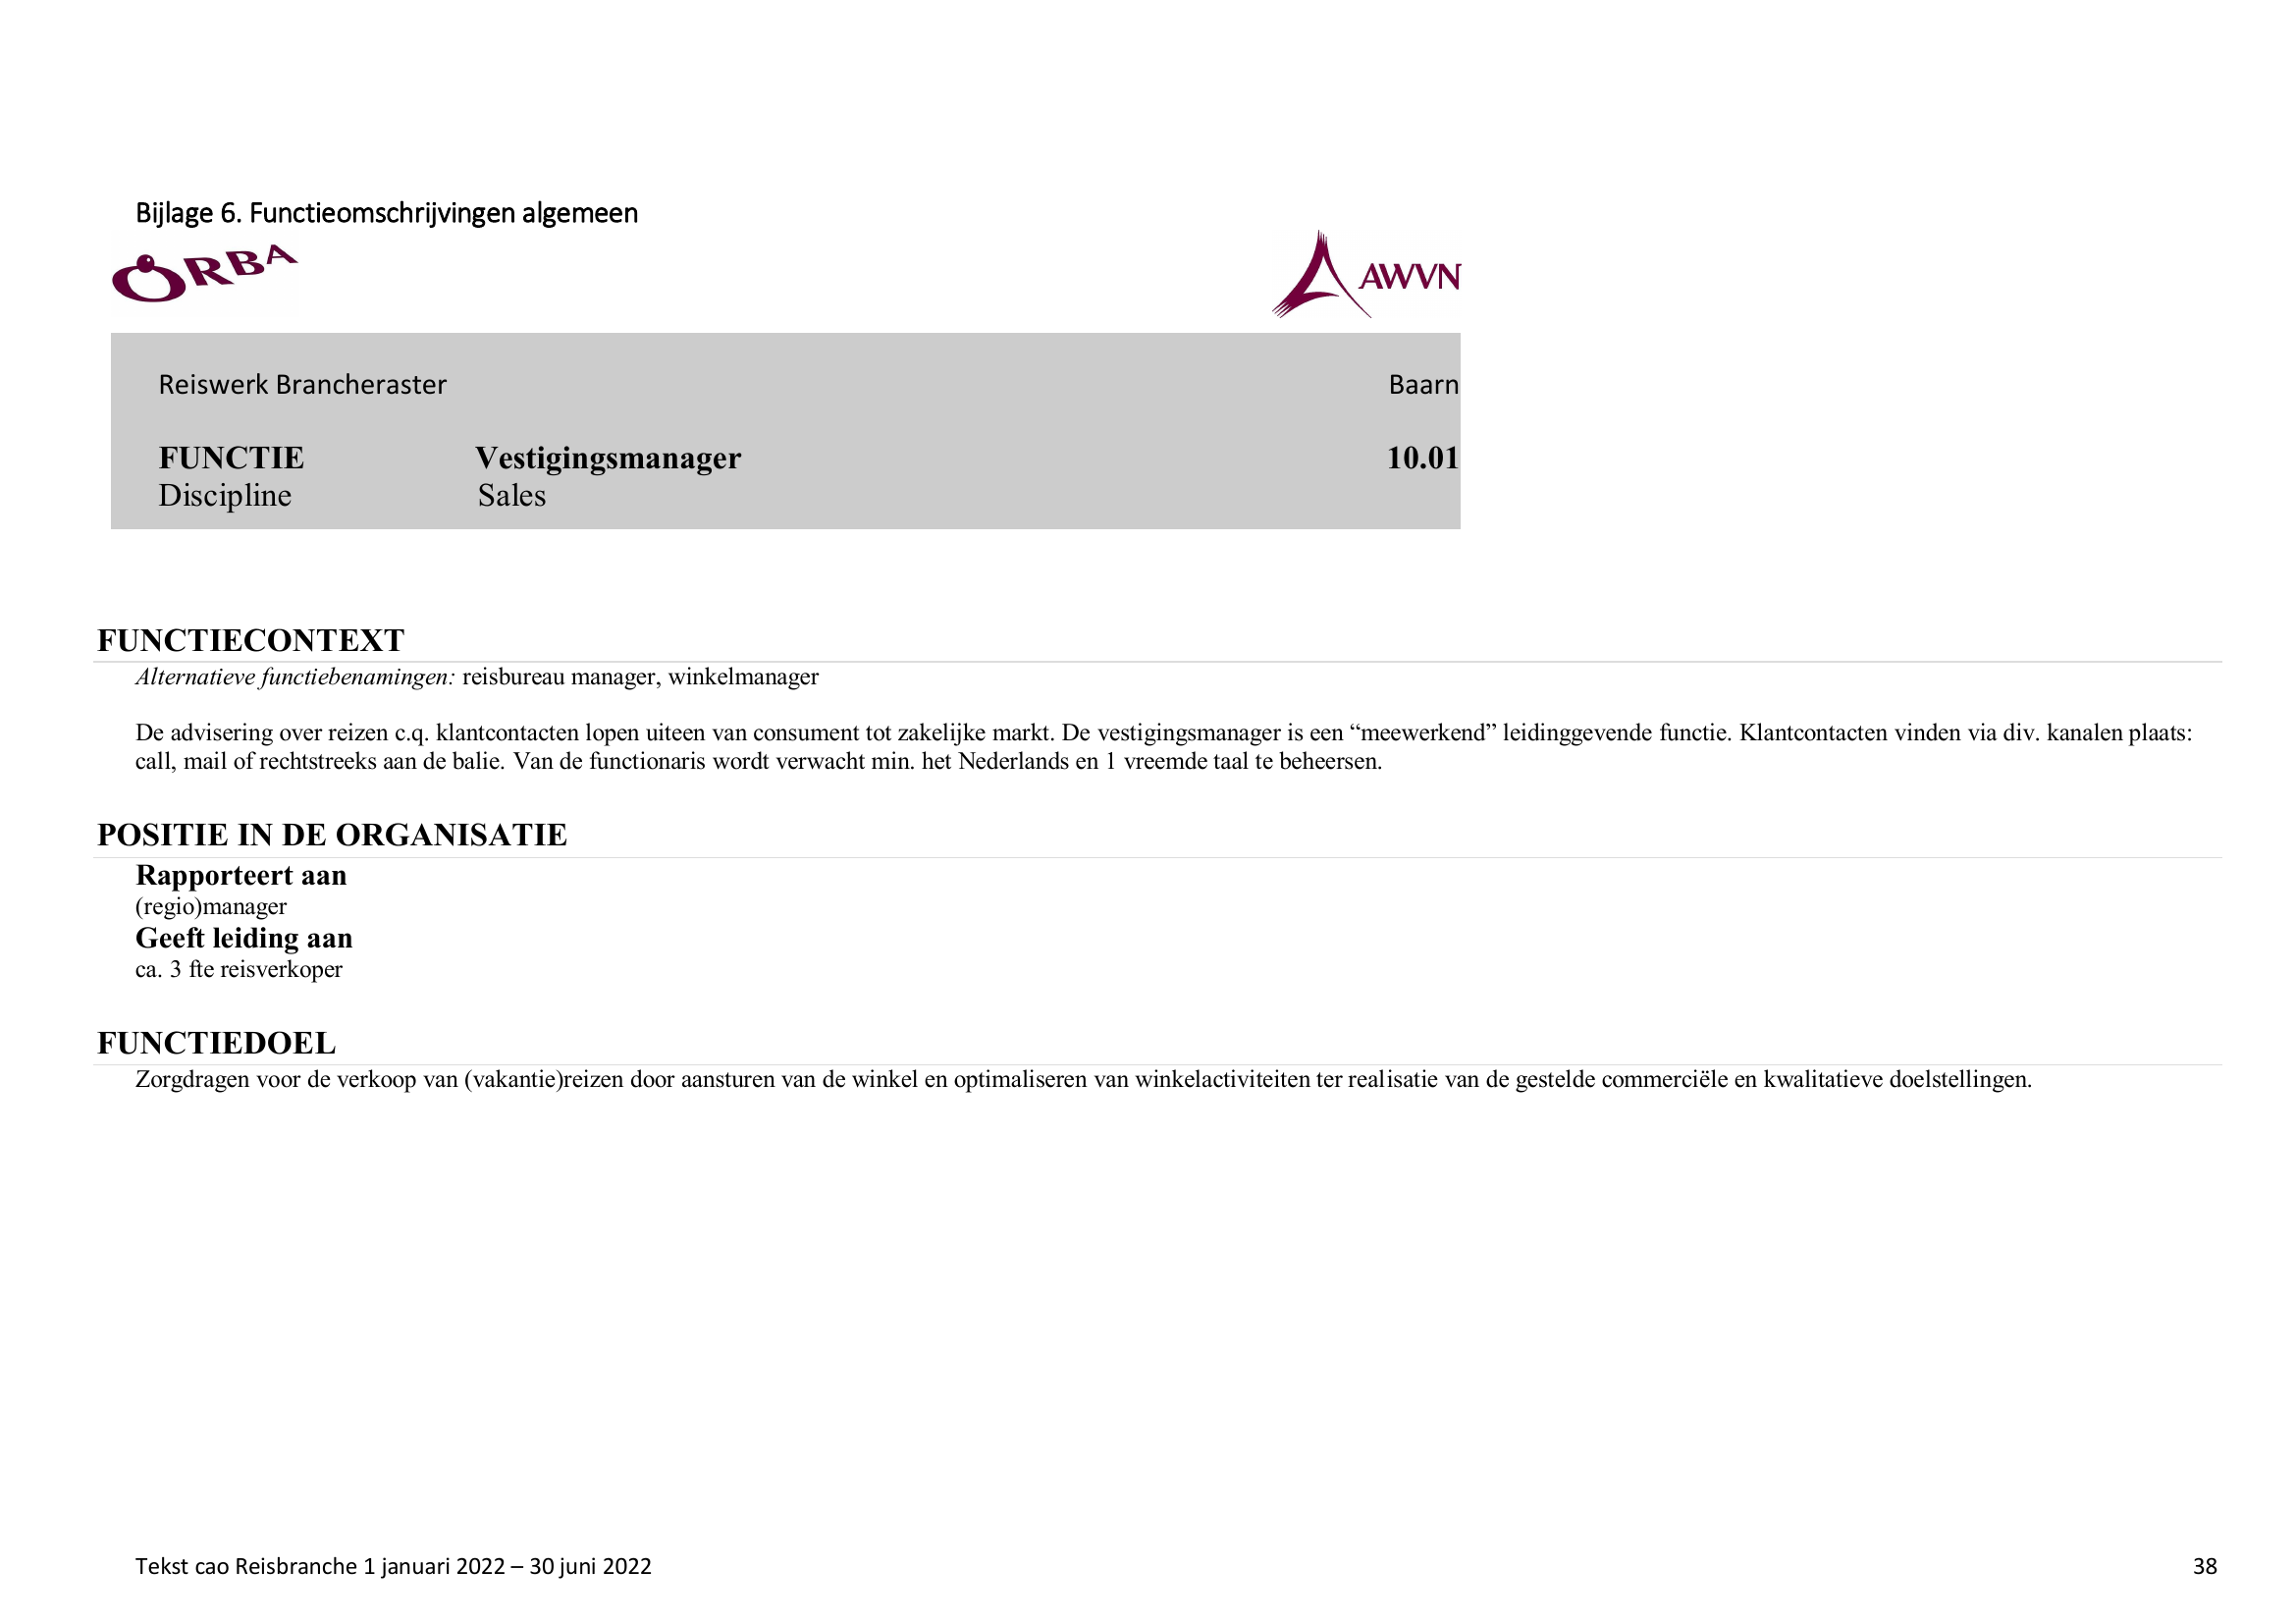 Bijlage 6. Functieomschrijvingen algemeen
ORBA
AWVN
Reiswerk Brancheraster Baarn
FUNCTIE Vestigingsmanager 10.01
Discipline Sales
FUNCTIECONTEXT
Alternatieve functiebenamingen: reisbureau manager, winkelmanager
De advisering over reizen c.q. klantcontacten lopen uiteen van consument tot zakelijke markt. De vestigingsmanager is een “meewerkend” leidinggevende functie. Klantcontacten vinden via div. kanalen plaats:
call, mail of rechtstreeks aan de balie. Van de functionaris wordt verwacht min. het Nederlands en 1 vreemde taal te beheersen.
POSITIE IN DE ORGANISATIE
Rapporteert aan
(regio)manager
Geeft leiding aan
ca. 3 fte reisverkoper
FUNCTIEDOEL
Zorgdragen voor de verkoop van (vakantie)reizen door aansturen van de winkel en optimaliseren van winkelactiviteiten ter realisatie van de gestelde commerciële en kwalitatieve doelstellingen.
Tekst cao Reisbranche 1 januari 2022 – 30 juni 2022 38